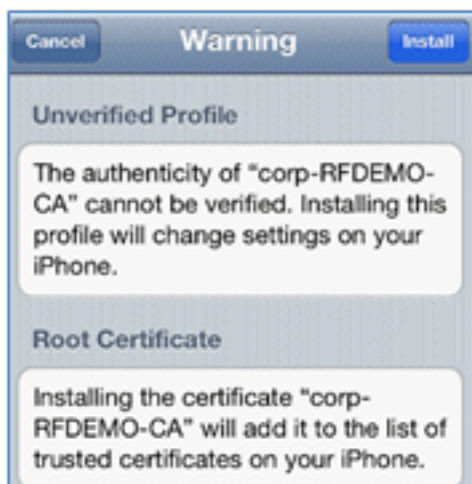 Cancel Warning Install
Unverified Profile
The authenticity of "corp-RFDEMO-
CA" cannot be verified. Installing this
profile will change settings on your
iPhone.
Root Certificate
Installing the certificate "corp-
RFDEMO-CA" will add it to the list of
trusted certificates on your iPhone.